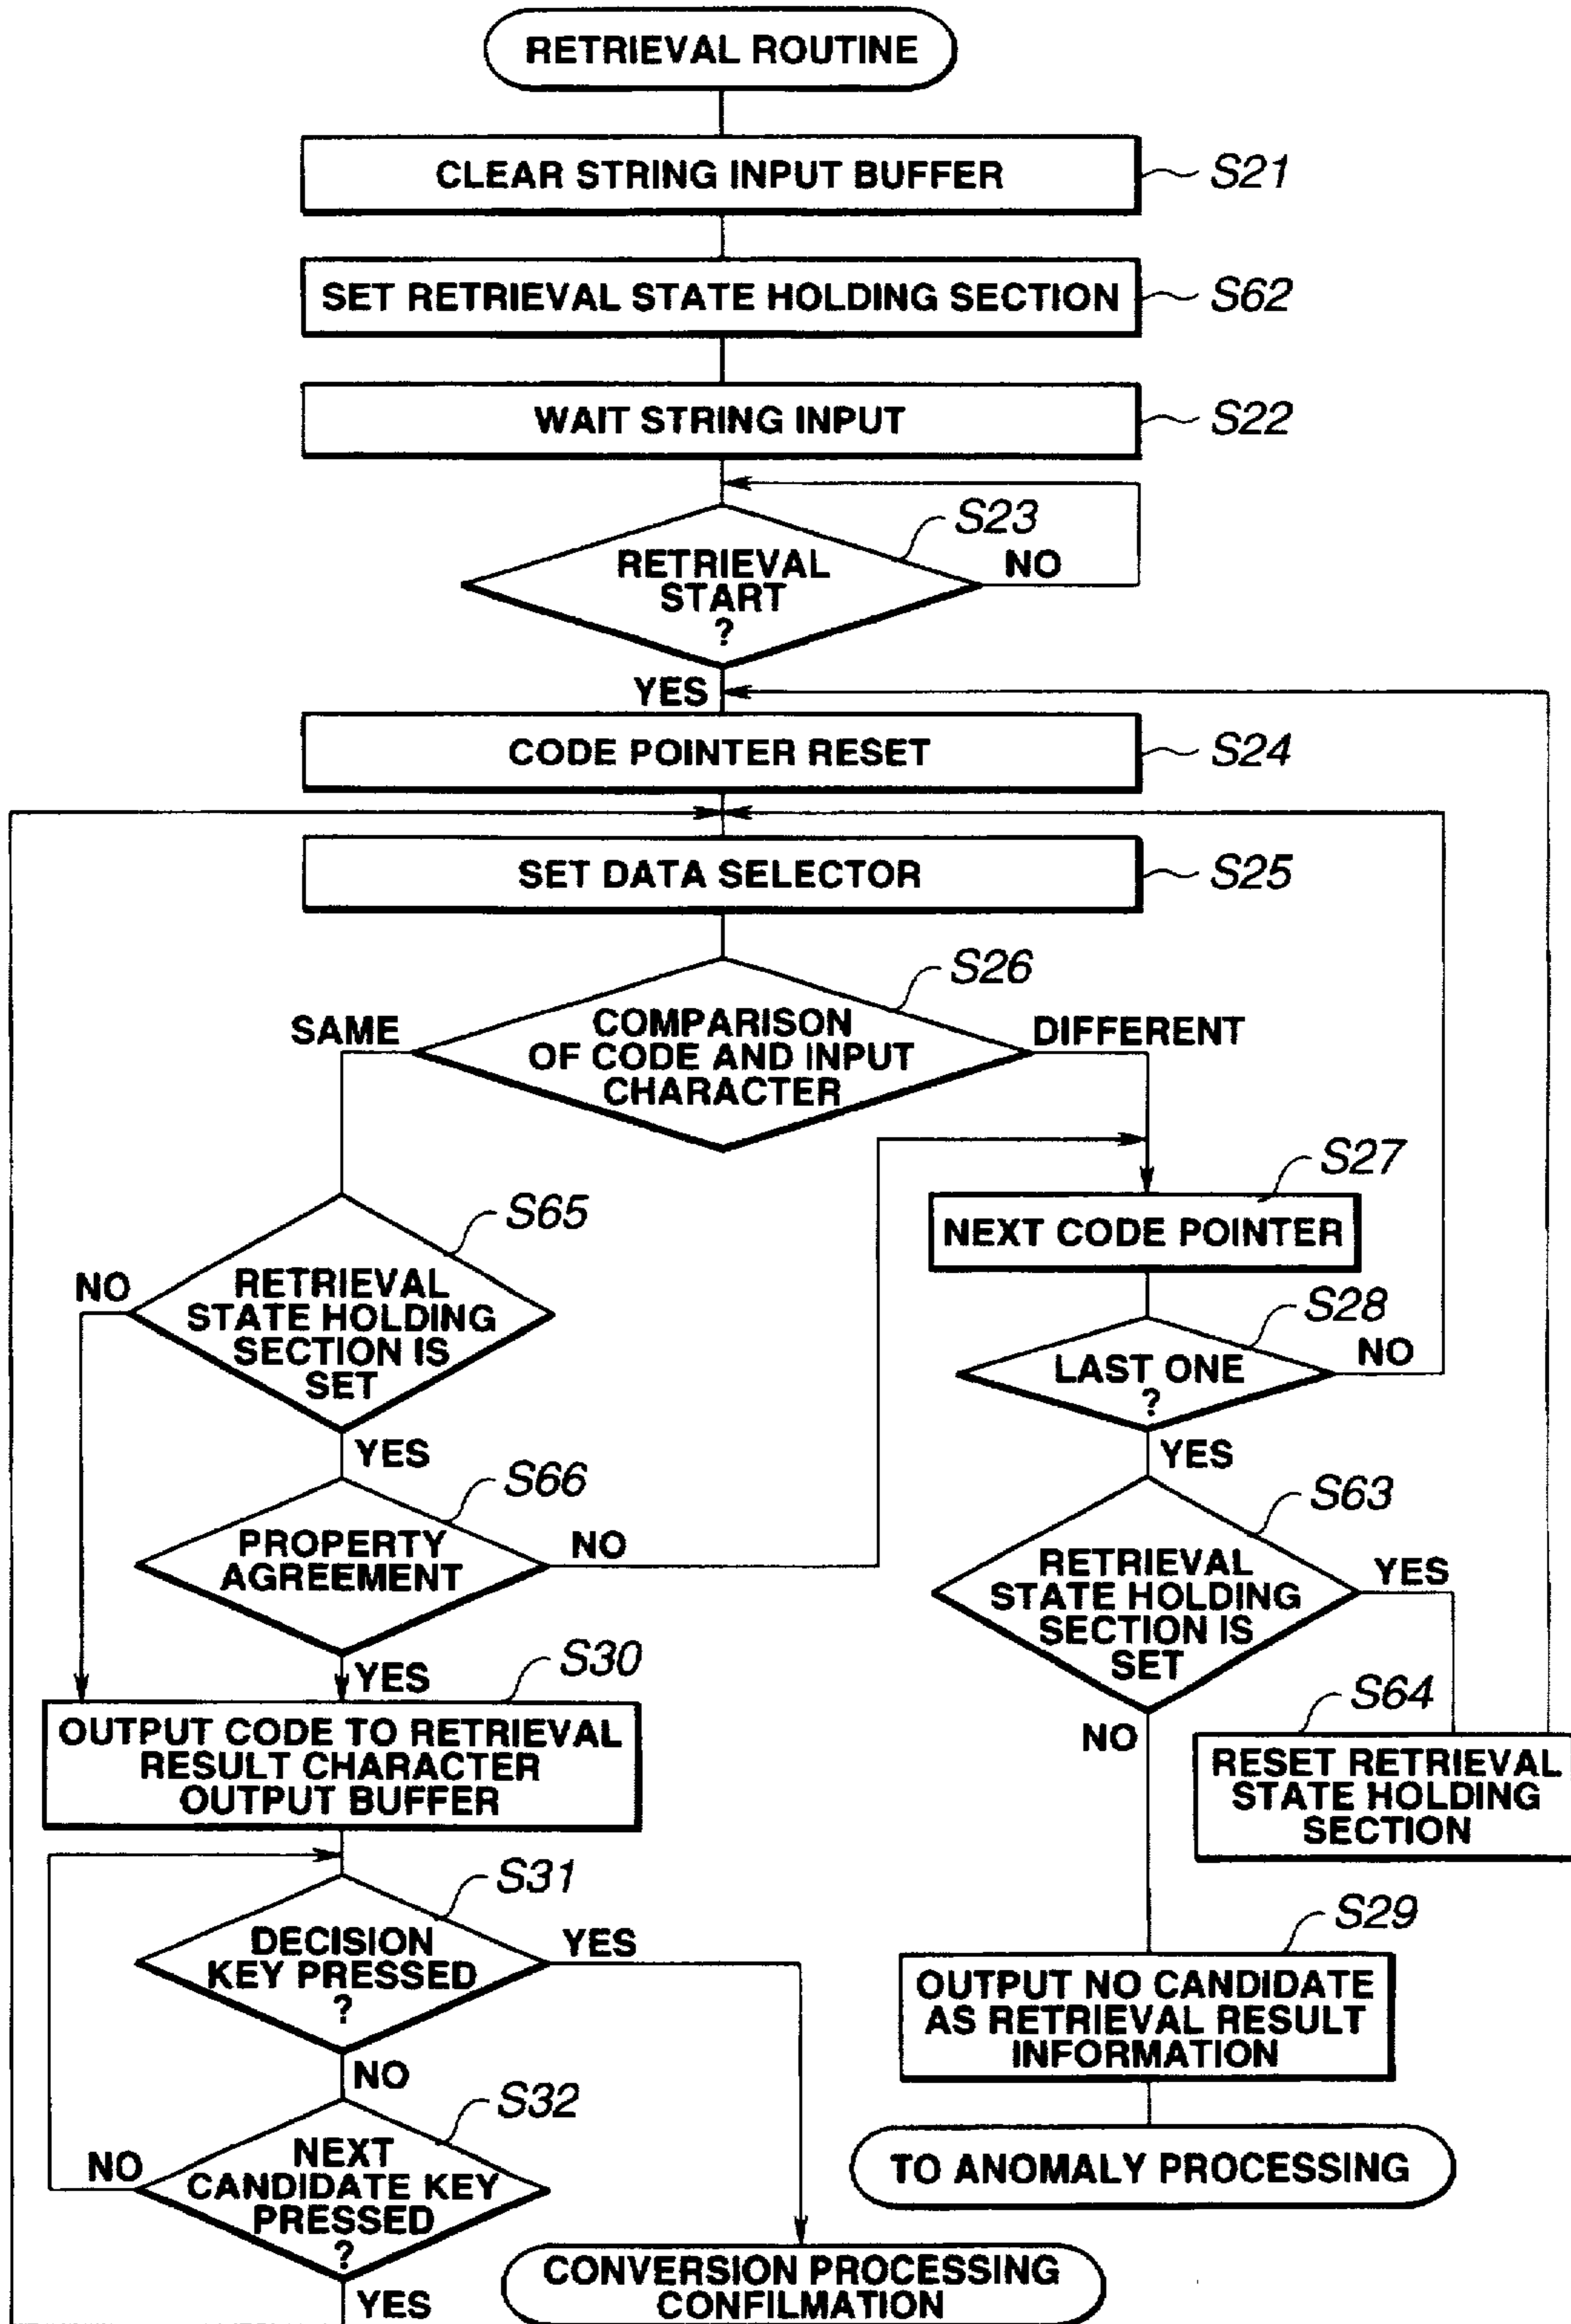 RETRIEVAL ROUTINE
CLEAR STRING INPUT BUFFER
S21
SET RETRIEVAL STATE HOLDING SECTION
S62
WAIT STRING INPUT
S22
S23
RETRIEVAL
START
?
NO
YES
CODE POINTER RESET
S24
SET DATA SELECTOR
S25
S26
COMPARISON
OF CODE AND INPUT
CHARACTER
SAME
DIFFERENT
S27
NEXT CODE POINTER
S65
RETRIEVAL
STATE HOLDING
SECTION IS
SET
NO
YES
S28
LAST ONE
?
NO
YES
S66
PROPERTY
AGREEMENT
NO
YES
S63
RETRIEVAL
STATE HOLDING
SECTION IS
SET
YES
NO
S30
OUTPUT CODE TO RETRIEVAL
RESULT CHARACTER
OUTPUT BUFFER
S64
RESET RETRIEVAL
STATE HOLDING
SECTION
S31
DECISION
KEY PRESSED
?
YES
NO
S29
OUTPUT NO CANDIDATE
AS RETRIEVAL RESULT
INFORMATION
S32
NEXT
CANDIDATE KEY
PRESSED
?
NO
YES
TO ANOMALY PROCESSING
CONVERSION PROCESSING
CONFILMATION